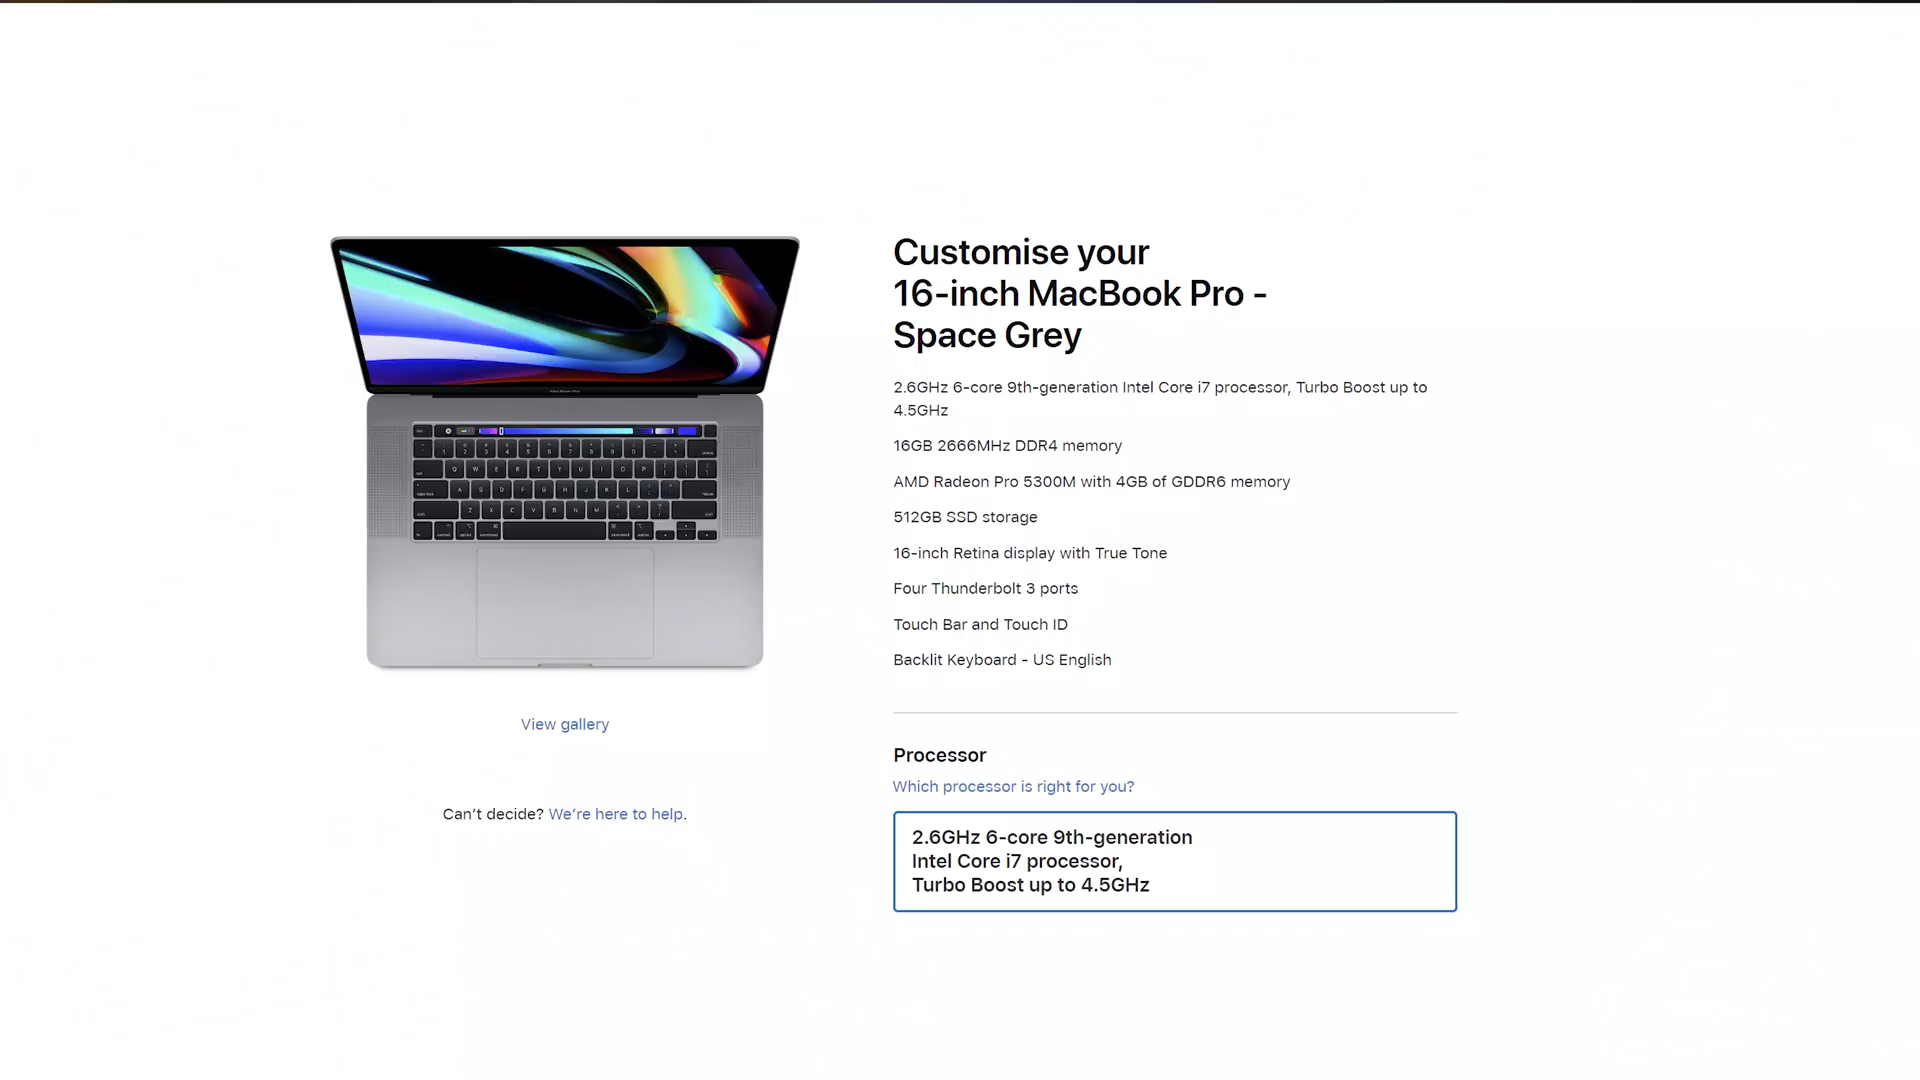 Customise your
16-inch MacBook Pro -
Space Grey
2.6GHz 6-core 9th-generation Intel Core i7 processor, Turbo Boost up to
4.5GHz
16GB 2666MHz DDR4 memory
AMD Radeon Pro 5300M with 4GB of GDDR6 memory
512GB SSD storage
16-inch Retina display with True Tone
Four Thunderbolt 3 ports
Touch Bar and Touch ID
Backlit Keyboard - US English
View gallery
Can't decide? We're here to help.
Processor
Which processor is right for you?
2.6GHz 6-core 9th-generation
Intel Core i7 processor,
Turbo Boost up to 4.5GHz